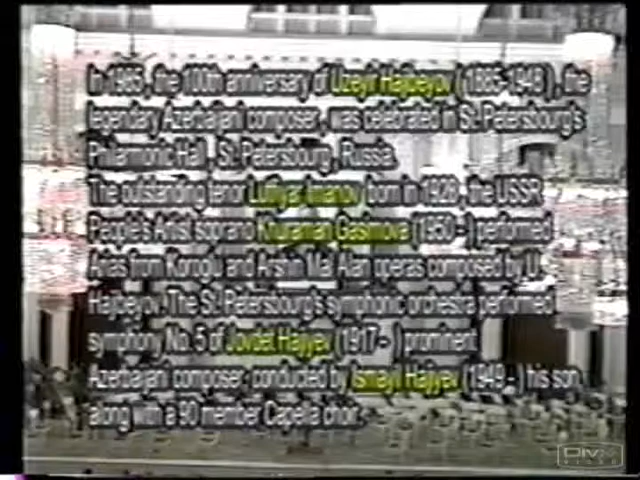 In 1985, the 100th anniversary of Uzeyir Hajibeyov (1885-1948), the
legendary Azerbaijani composer, was celebrated in St. Petersbourg's
Philarmonic Hall, St. Petersbourg, Russia.
The outstanding tenor Lutfiyar Imanov born in 1928, the USSR
People's Artist soprano Khuraman Gasimova (1950 - ) performed
Arias from Koroglu and Arshin Mal Alan operas composed by U.
Hajibeyov. The St. Petersbourg's symphonic orchestra performed
symphony No. 5 of Jovdet Hajiyev (1917 - ) prominent
Azerbaijani composer, conducted by Ismayil Hajiyev (1949 - ) his son,
along with a 90 member Capella choir.
DIVX
VIDEO